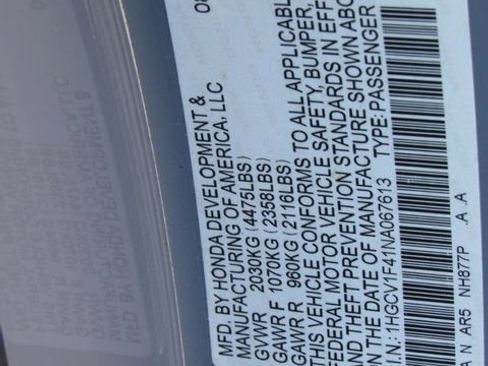 08
MFD. BY HONDA DEVELOPMENT &
MANUFACTURING OF AMERICA, LLC
GVWR 2030KG (4475LBS)
GAWR F 1070KG (2358LBS)
GAWR R 960KG (2116LBS)
THIS VEHICLE CONFORMS TO ALL APPLICABL
FEDERAL MOTOR VEHICLE SAFETY, BUMPER,
AND THEFT PREVENTION STANDARDS IN EFF
ON THE DATE OF MANUFACTURE SHOWN ABO
I.N.: 1HGCV1F41NA067613 TYPE: PASSENGER
A N AR5 NH877P .A .A